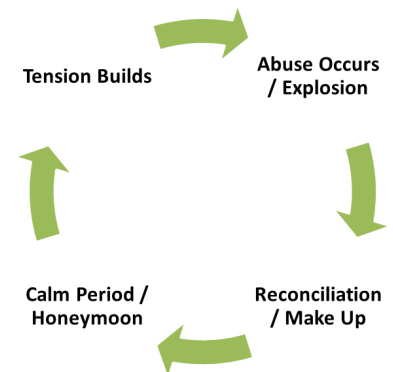 Tension Builds
Abuse Occurs
/ Explosion
Reconciliation
/ Make Up
Calm Period /
Honeymoon